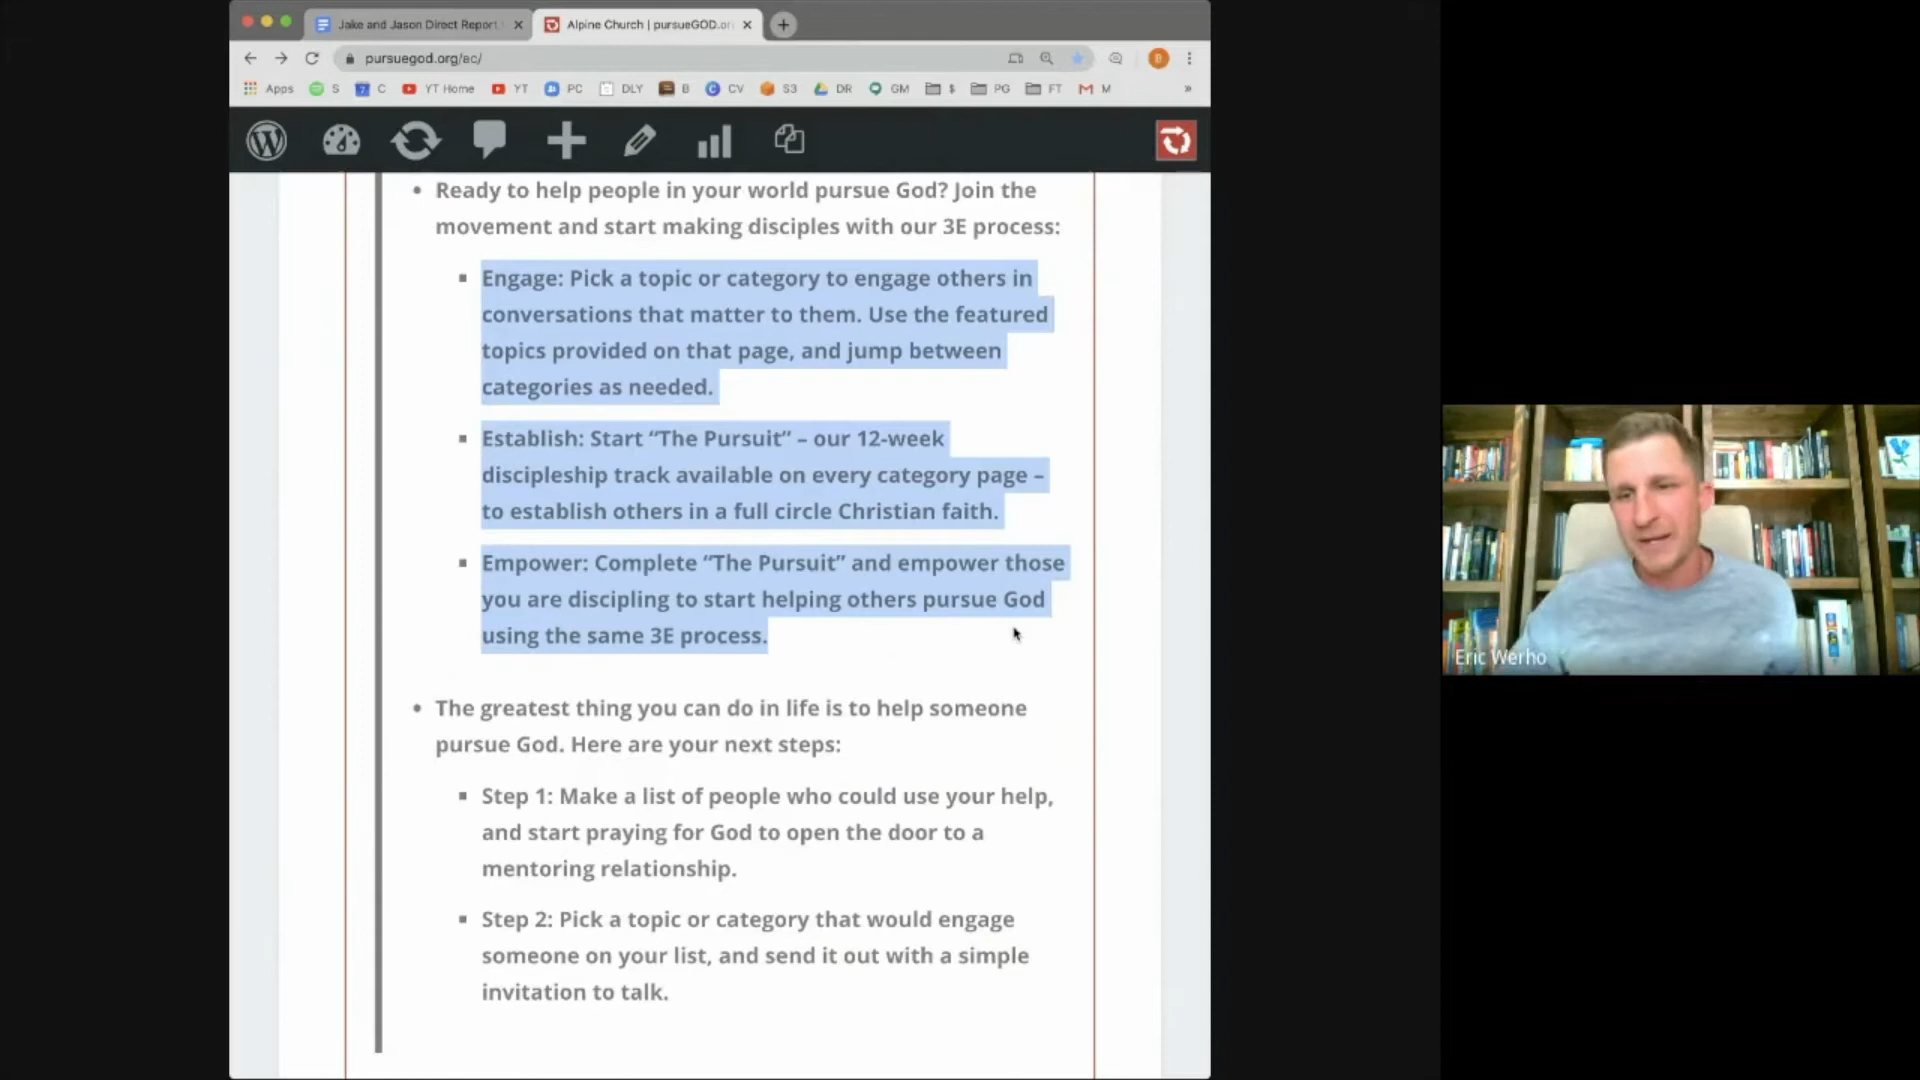 Jake and Jason Direct Report
Alpine Church | pursueGOD.or
pursuegod.org/ac/
Apps S C YT Home YT PC DLY B CV S3 DR GM $ PG FT M
Ready to help people in your world pursue God? Join the
movement and start making disciples with our 3E process:
Engage: Pick a topic or category to engage others in
conversations that matter to them. Use the featured
topics provided on that page, and jump between
categories as needed.
Establish: Start “The Pursuit” – our 12-week
discipleship track available on every category page –
to establish others in a full circle Christian faith.
Empower: Complete “The Pursuit” and empower those
you are discipling to start helping others pursue God
using the same 3E process.
The greatest thing you can do in life is to help someone
pursue God. Here are your next steps:
Step 1: Make a list of people who could use your help,
and start praying for God to open the door to a
mentoring relationship.
Step 2: Pick a topic or category that would engage
someone on your list, and send it out with a simple
invitation to talk.
Eric Werho